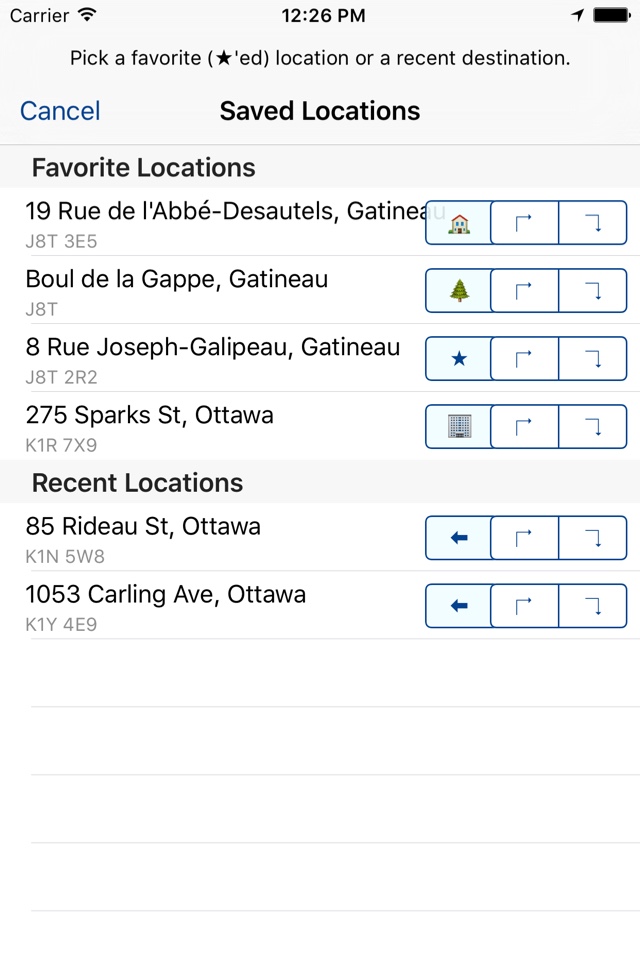 Carrier 12:26 PM
Pick a favorite (★'ed) location or a recent destination.
Cancel Saved Locations
Favorite Locations
19 Rue de l'Abbé-Desautels, Gatineau
J8T 3E5
Boul de la Gappe, Gatineau
J8T
8 Rue Joseph-Galipeau, Gatineau
J8T 2R2
275 Sparks St, Ottawa
K1R 7X9
Recent Locations
85 Rideau St, Ottawa
K1N 5W8
1053 Carling Ave, Ottawa
K1Y 4E9